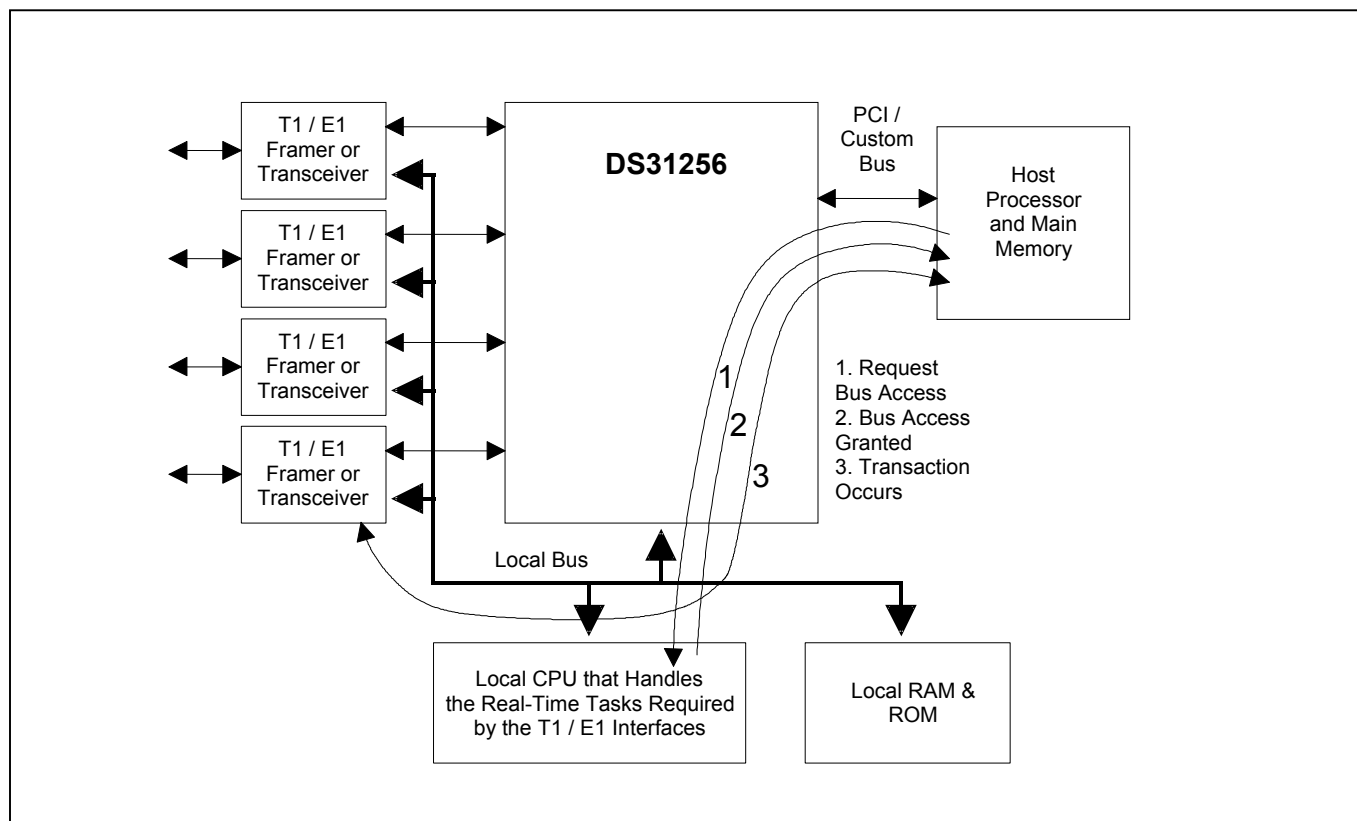 T1 / E1
Framer or
Transceiver
T1 / E1
Framer or
Transceiver
T1 / E1
Framer or
Transceiver
T1 / E1
Framer or
Transceiver
DS31256
PCI /
Custom
Bus
Host
Processor
and Main
Memory
1
2
3
1. Request
Bus Access
2. Bus Access
Granted
3. Transaction
Occurs
Local Bus
Local CPU that Handles
the Real-Time Tasks Required
by the T1 / E1 Interfaces
Local RAM &
ROM